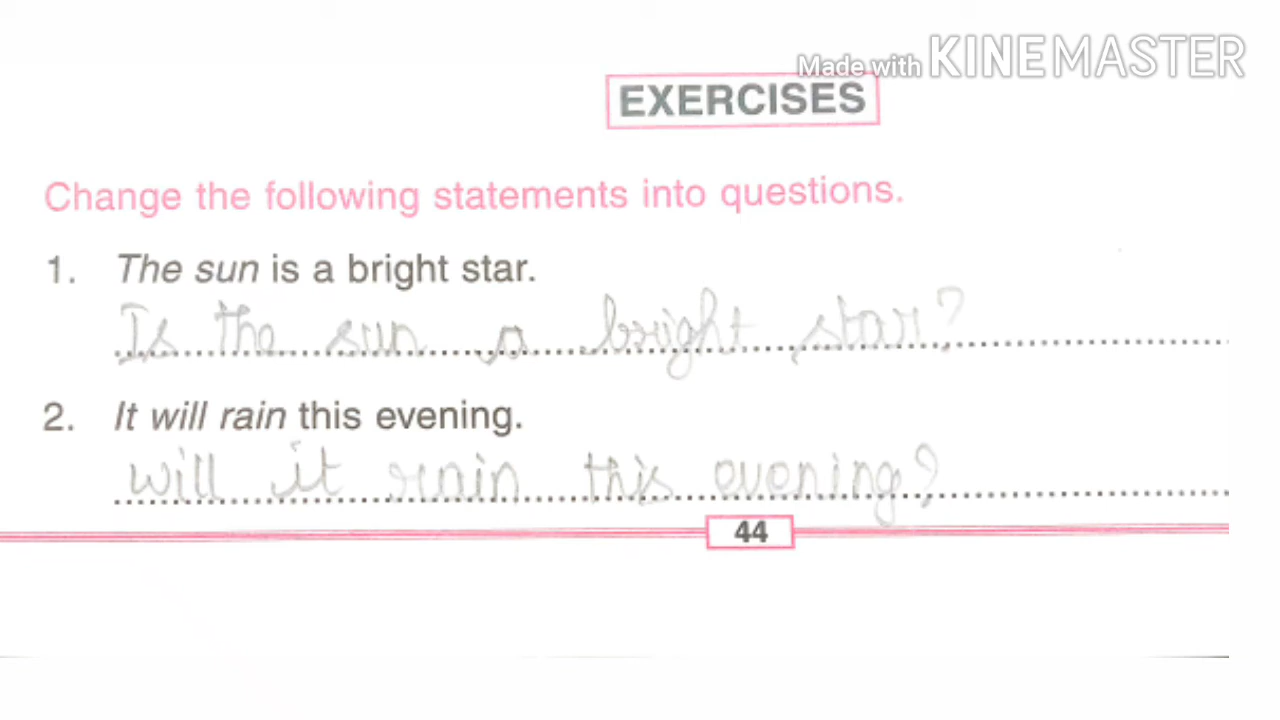 Made with KINEMASTER
EXERCISES
Change the following statements into questions.
1. The sun is a bright star.
Is the sun a bright star?
2. It will rain this evening.
will it rain this evening?
44